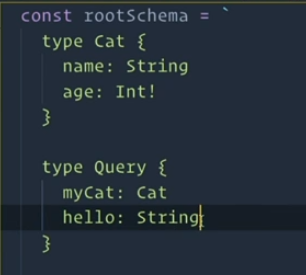 const rootSchema = `
type Cat {
name: String
age: Int!
}
type Query {
myCat: Cat
hello: String
}